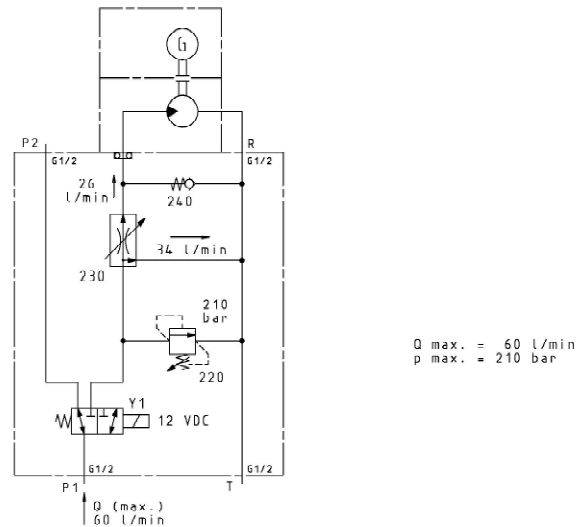 G
P2
R
G1/2
G1/2
26
l/min
240
34 l/min
230
210
bar
220
Q max. = 60 l/min
p max. = 210 bar
Y1
12 VDC
G1/2
G1/2
P1
T
Q (max.)
60 l/min